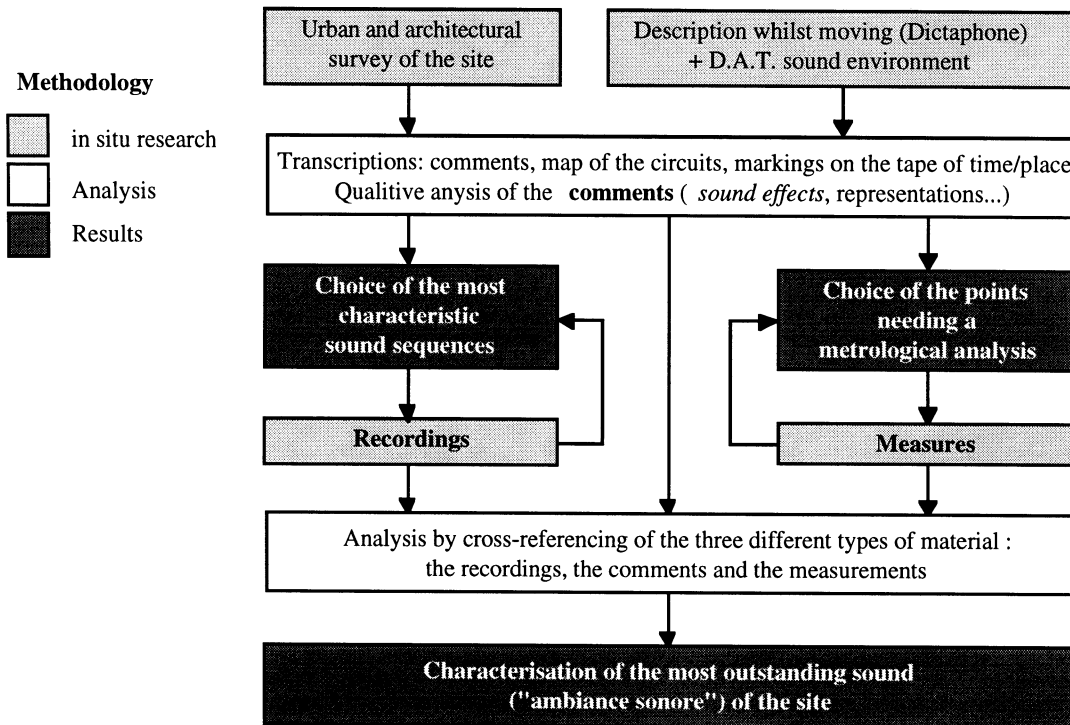 Methodology
in situ research
Analysis
Results
Urban and architectural
survey of the site
Description whilst moving (Dictaphone)
+ D.A.T. sound environment
Transcriptions: comments, map of the circuits, markings on the tape of time/place
Qualitive anysis of the comments ( sound effects, representations...)
Choice of the most
characteristic
sound sequences
Choice of the points
needing a
metrological analysis
Recordings
Measures
Analysis by cross-referencing of the three different types of material :
the recordings, the comments and the measurements
Characterisation of the most outstanding sound
("ambiance sonore") of the site